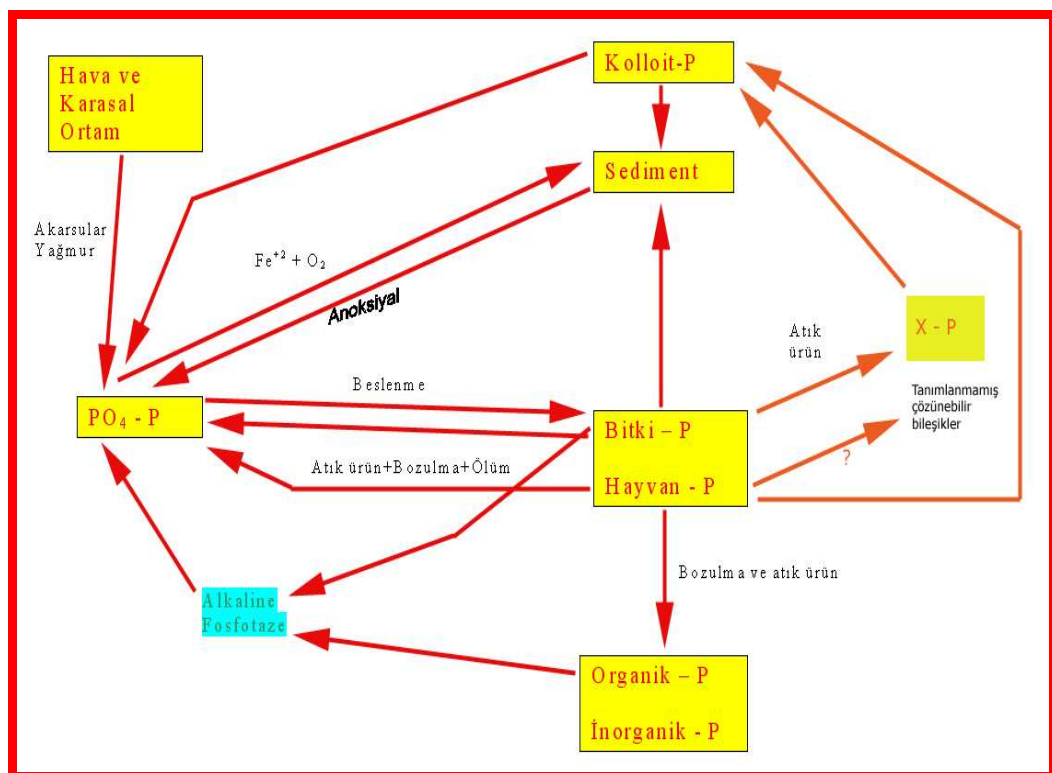 Hava ve
Karasal
Ortam
Kolloit-P
Sediment
Akarsular
Yağmur
Fe+2 + O2
Anoksiyal
X - P
Atık
ürün
Tanımlanmamış
çözünebilir
bileşikler
Beslenme
PO4 - P
Bitki – P
Hayvan - P
Atık ürün+Bozulma+Ölüm
?
Bozulma ve atık ürün
Alkaline
Fosfotaze
Organik – P
İnorganik - P